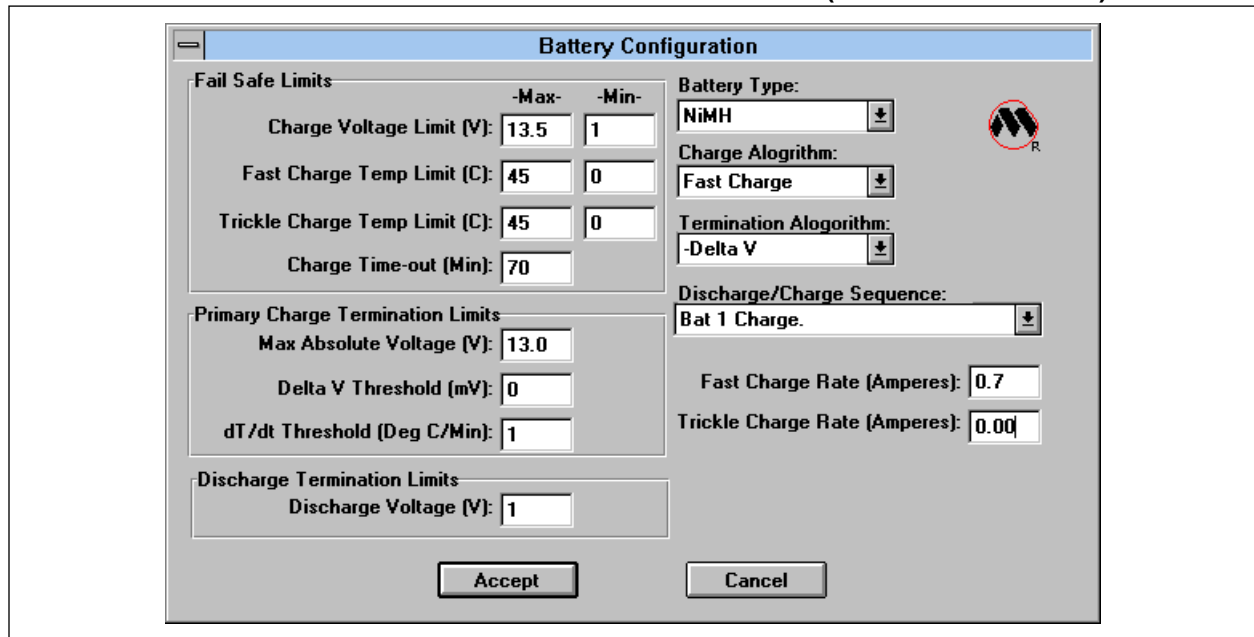 Battery Configuration
Fail Safe Limits
-Max- -Min-
Charge Voltage Limit (V): 13.5 1
Fast Charge Temp Limit (C): 45 0
Trickle Charge Temp Limit (C): 45 0
Charge Time-out (Min): 70
Primary Charge Termination Limits
Max Absolute Voltage (V): 13.0
Delta V Threshold (mV): 0
dT/dt Threshold (Deg C/Min): 1
Discharge Termination Limits
Discharge Voltage (V): 1
Battery Type:
NiMH
R
Charge Alogrithm:
Fast Charge
Termination Alogorithm:
-Delta V
Discharge/Charge Sequence:
Bat 1 Charge.
Fast Charge Rate (Amperes): 0.7
Trickle Charge Rate (Amperes): 0.00
Accept
Cancel